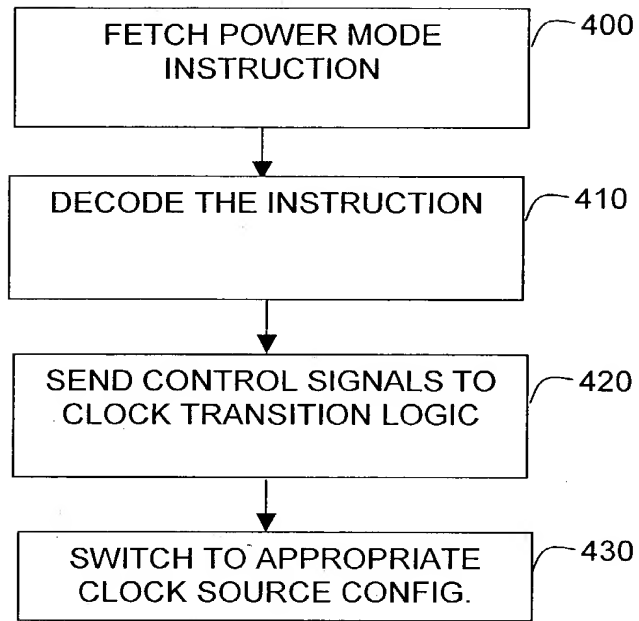 FETCH POWER MODE
INSTRUCTION
400
DECODE THE INSTRUCTION
410
SEND CONTROL SIGNALS TO
CLOCK TRANSITION LOGIC
420
SWITCH TO APPROPRIATE
CLOCK SOURCE CONFIG.
430